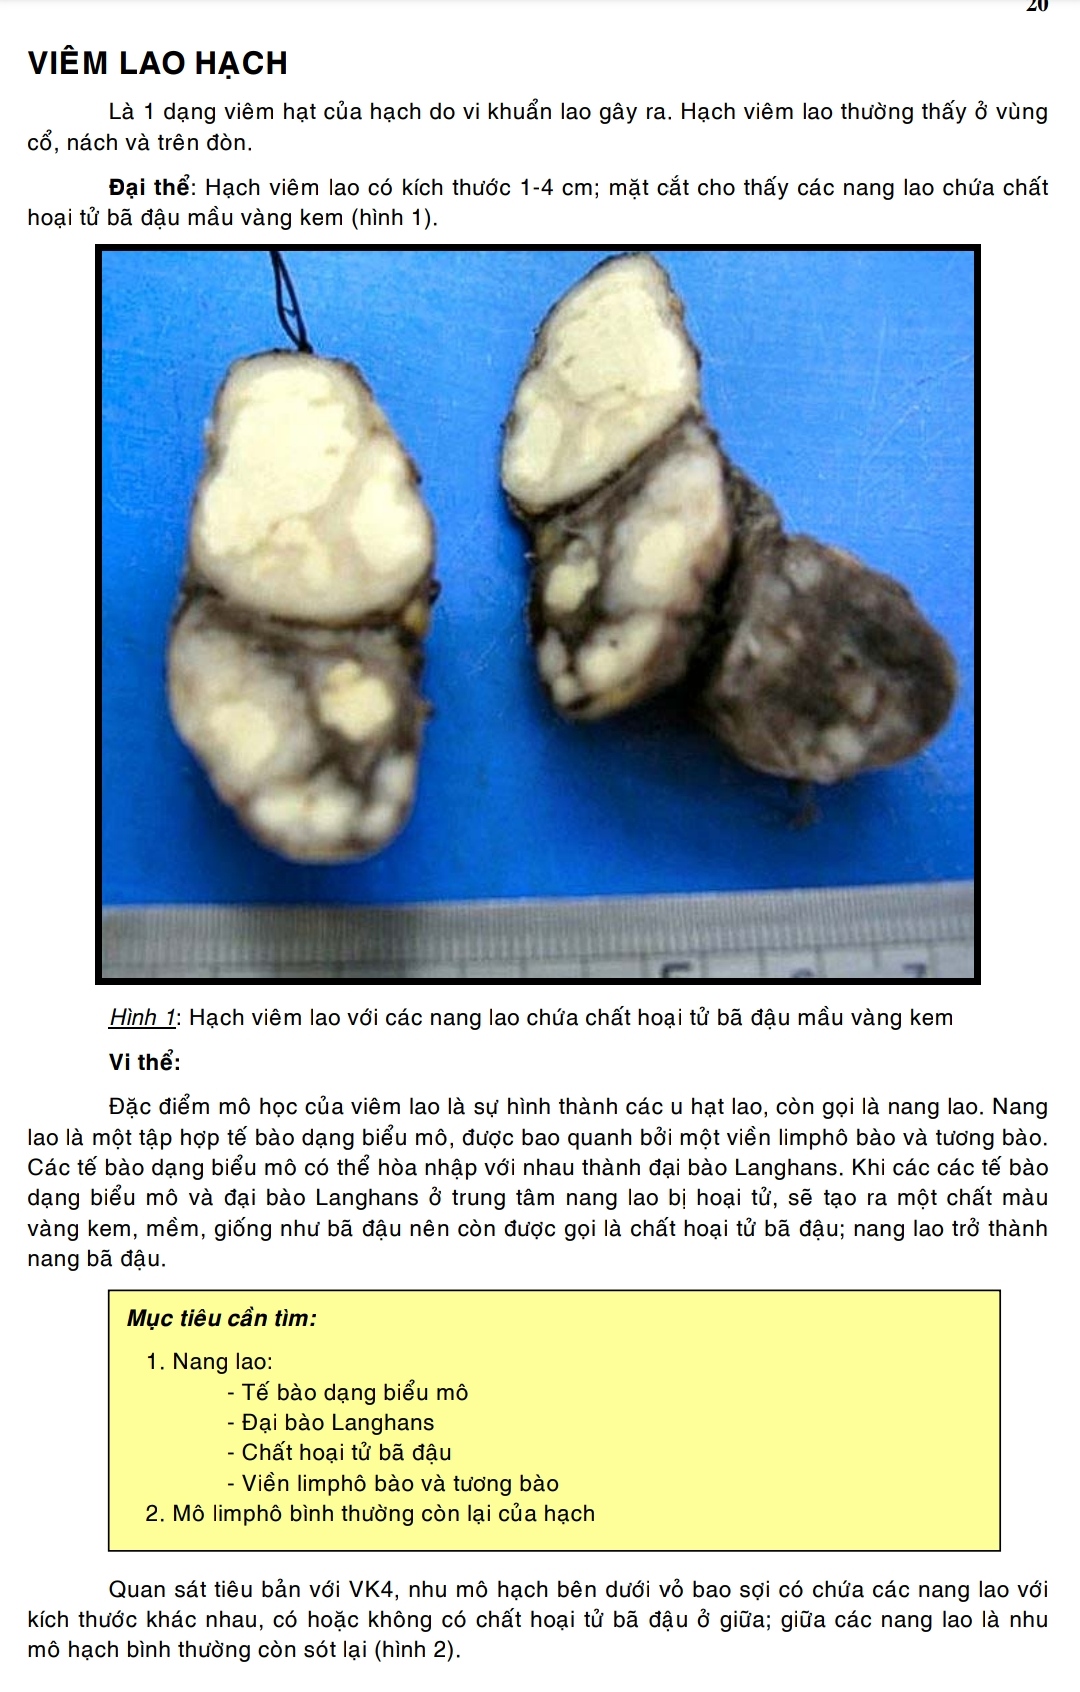 20
VIÊM LAO HẠCH
Là 1 dạng viêm hạt của hạch do vi khuẩn lao gây ra. Hạch viêm lao thường thấy ở vùng
cổ, nách và trên đòn.
Đại thể: Hạch viêm lao có kích thước 1-4 cm; mặt cắt cho thấy các nang lao chứa chất
hoại tử bã đậu mầu vàng kem (hình 1).
Hình 1: Hạch viêm lao với các nang lao chứa chất hoại tử bã đậu mầu vàng kem
Vi thể:
Đặc điểm mô học của viêm lao là sự hình thành các u hạt lao, còn gọi là nang lao. Nang
lao là một tập hợp tế bào dạng biểu mô, được bao quanh bởi một viền limphô bào và tương bào.
Các tế bào dạng biểu mô có thể hòa nhập với nhau thành đại bào Langhans. Khi các các tế bào
dạng biểu mô và đại bào Langhans ở trung tâm nang lao bị hoại tử, sẽ tạo ra một chất màu
vàng kem, mềm, giống như bã đậu nên còn được gọi là chất hoại tử bã đậu; nang lao trở thành
nang bã đậu.
Mục tiêu cần tìm:
1. Nang lao:
- Tế bào dạng biểu mô
- Đại bào Langhans
- Chất hoại tử bã đậu
- Viền limphô bào và tương bào
2. Mô limphô bình thường còn lại của hạch
Quan sát tiêu bản với VK4, nhu mô hạch bên dưới vỏ bao sợi có chứa các nang lao với
kích thước khác nhau, có hoặc không có chất hoại tử bã đậu ở giữa; giữa các nang lao là nhu
mô hạch bình thường còn sót lại (hình 2).